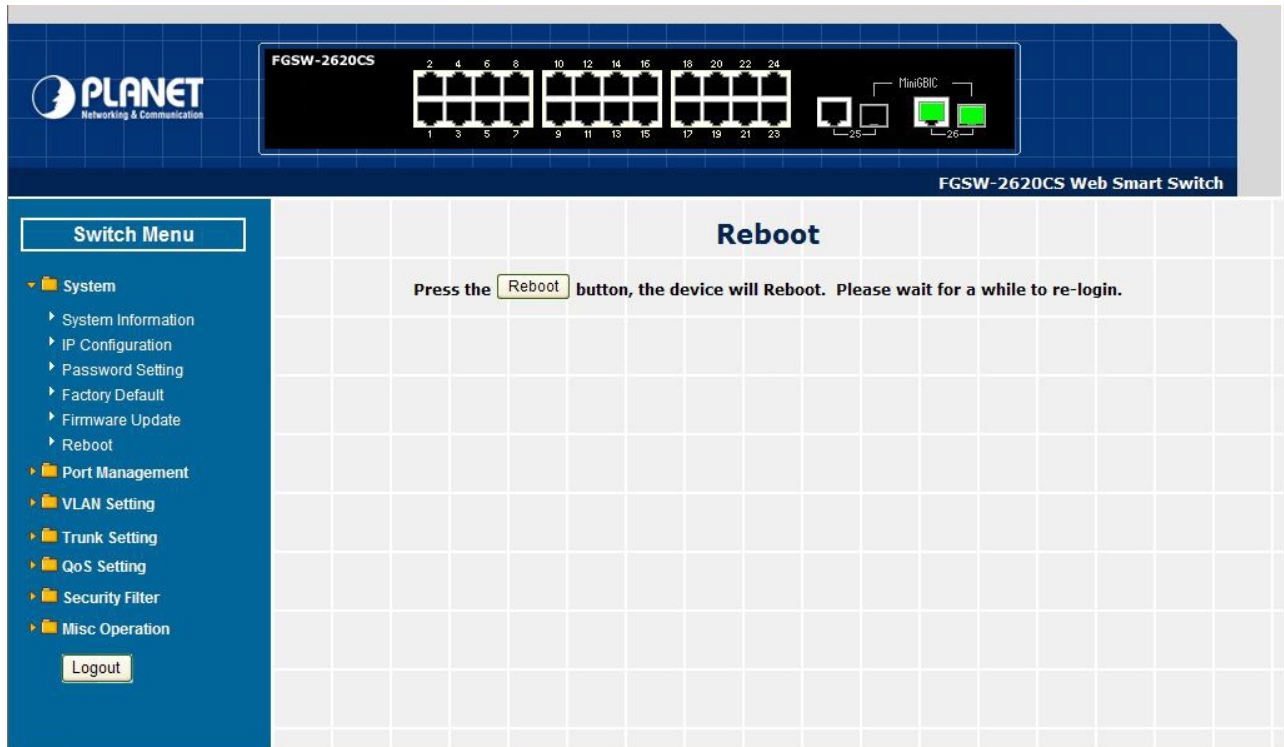 PLANET
Networking & Communication
FGSW-2620CS
2 4 6 8 10 12 14 16 18 20 22 24
MiniGBIC
1 3 5 7 9 11 13 15 17 19 21 23
25 26
FGSW-2620CS Web Smart Switch
Switch Menu
System
System Information
IP Configuration
Password Setting
Factory Default
Firmware Update
Reboot
Port Management
VLAN Setting
Trunk Setting
QoS Setting
Security Filter
Misc Operation
Logout
Reboot
Press the Reboot button, the device will Reboot. Please wait for a while to re-login.